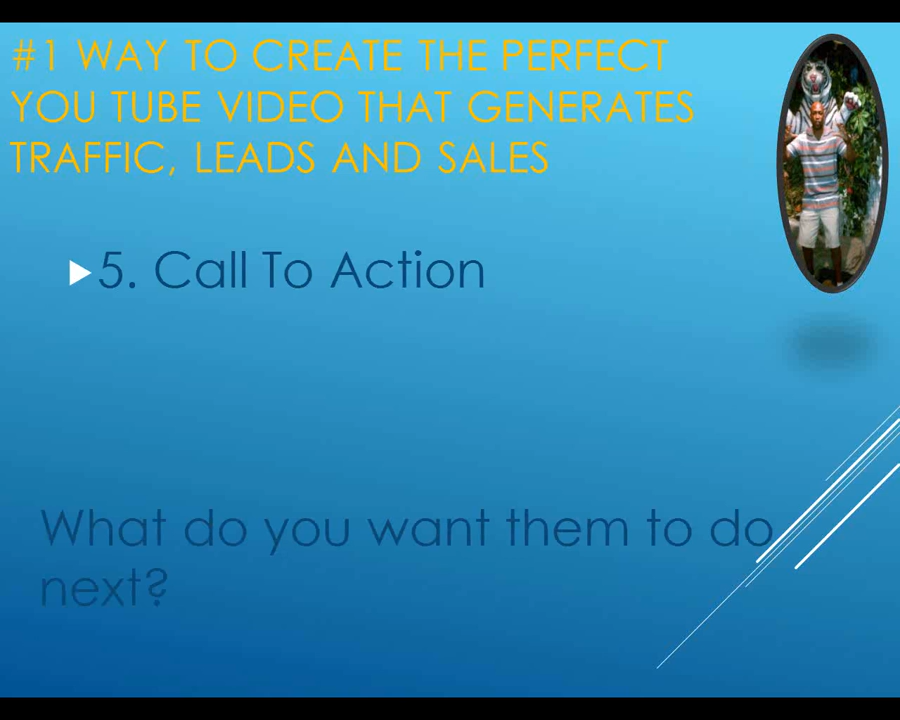 #1 WAY TO CREATE THE PERFECT
YOU TUBE VIDEO THAT GENERATES
TRAFFIC, LEADS AND SALES
5. Call To Action
What do you want them to do
next?